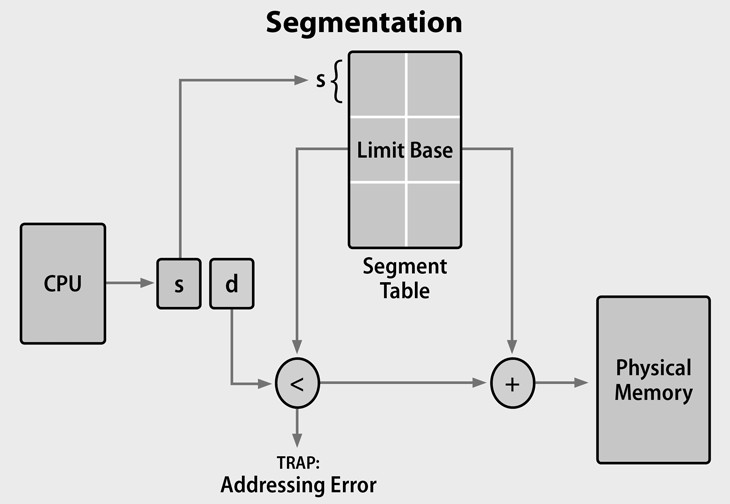 Segmentation
s {
Limit Base
CPU
s
d
Segment
Table
<
+
Physical
Memory
TRAP:
Addressing Error